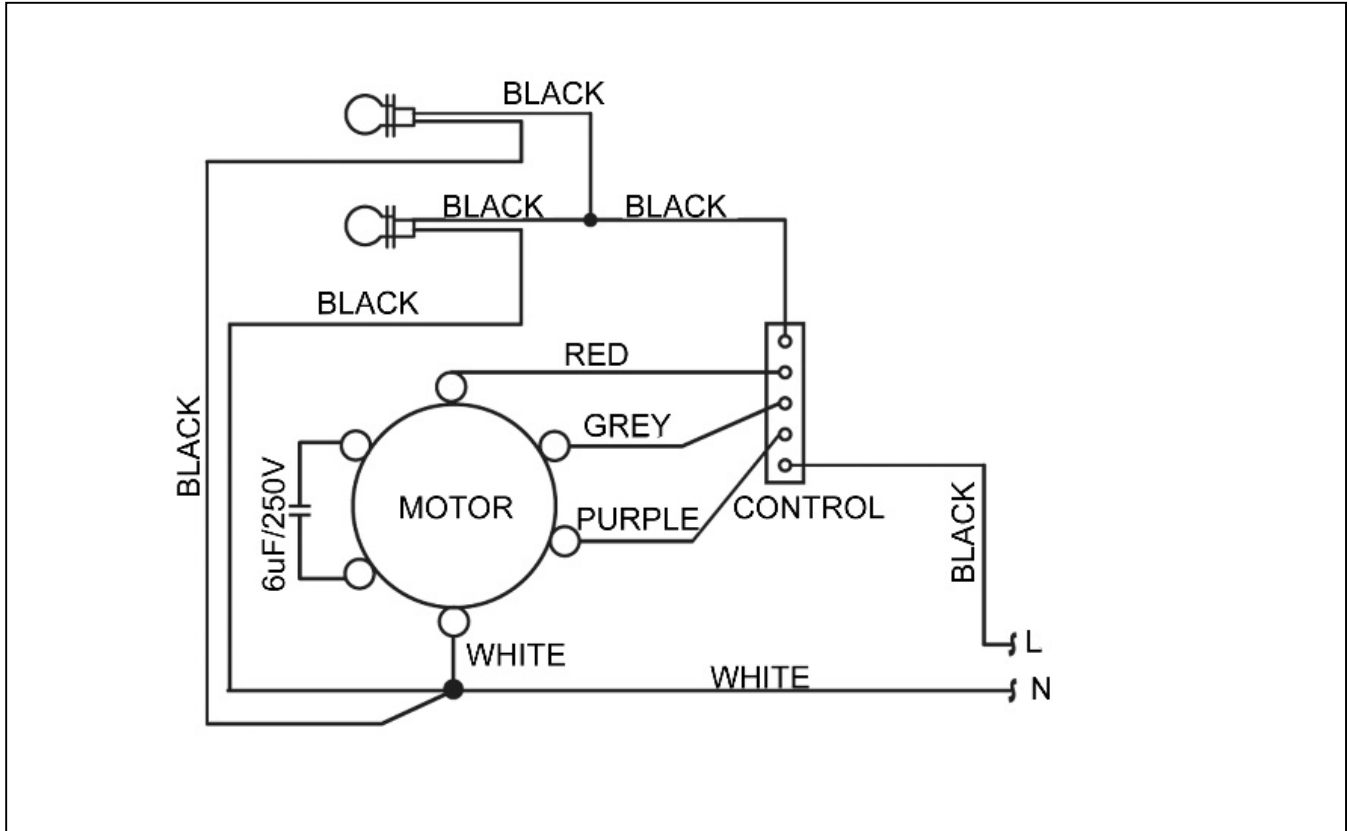 BLACK
BLACK
BLACK
BLACK
RED
BLACK
GREY
6uF/250V
MOTOR
PURPLE
CONTROL
BLACK
L
WHITE
WHITE
N